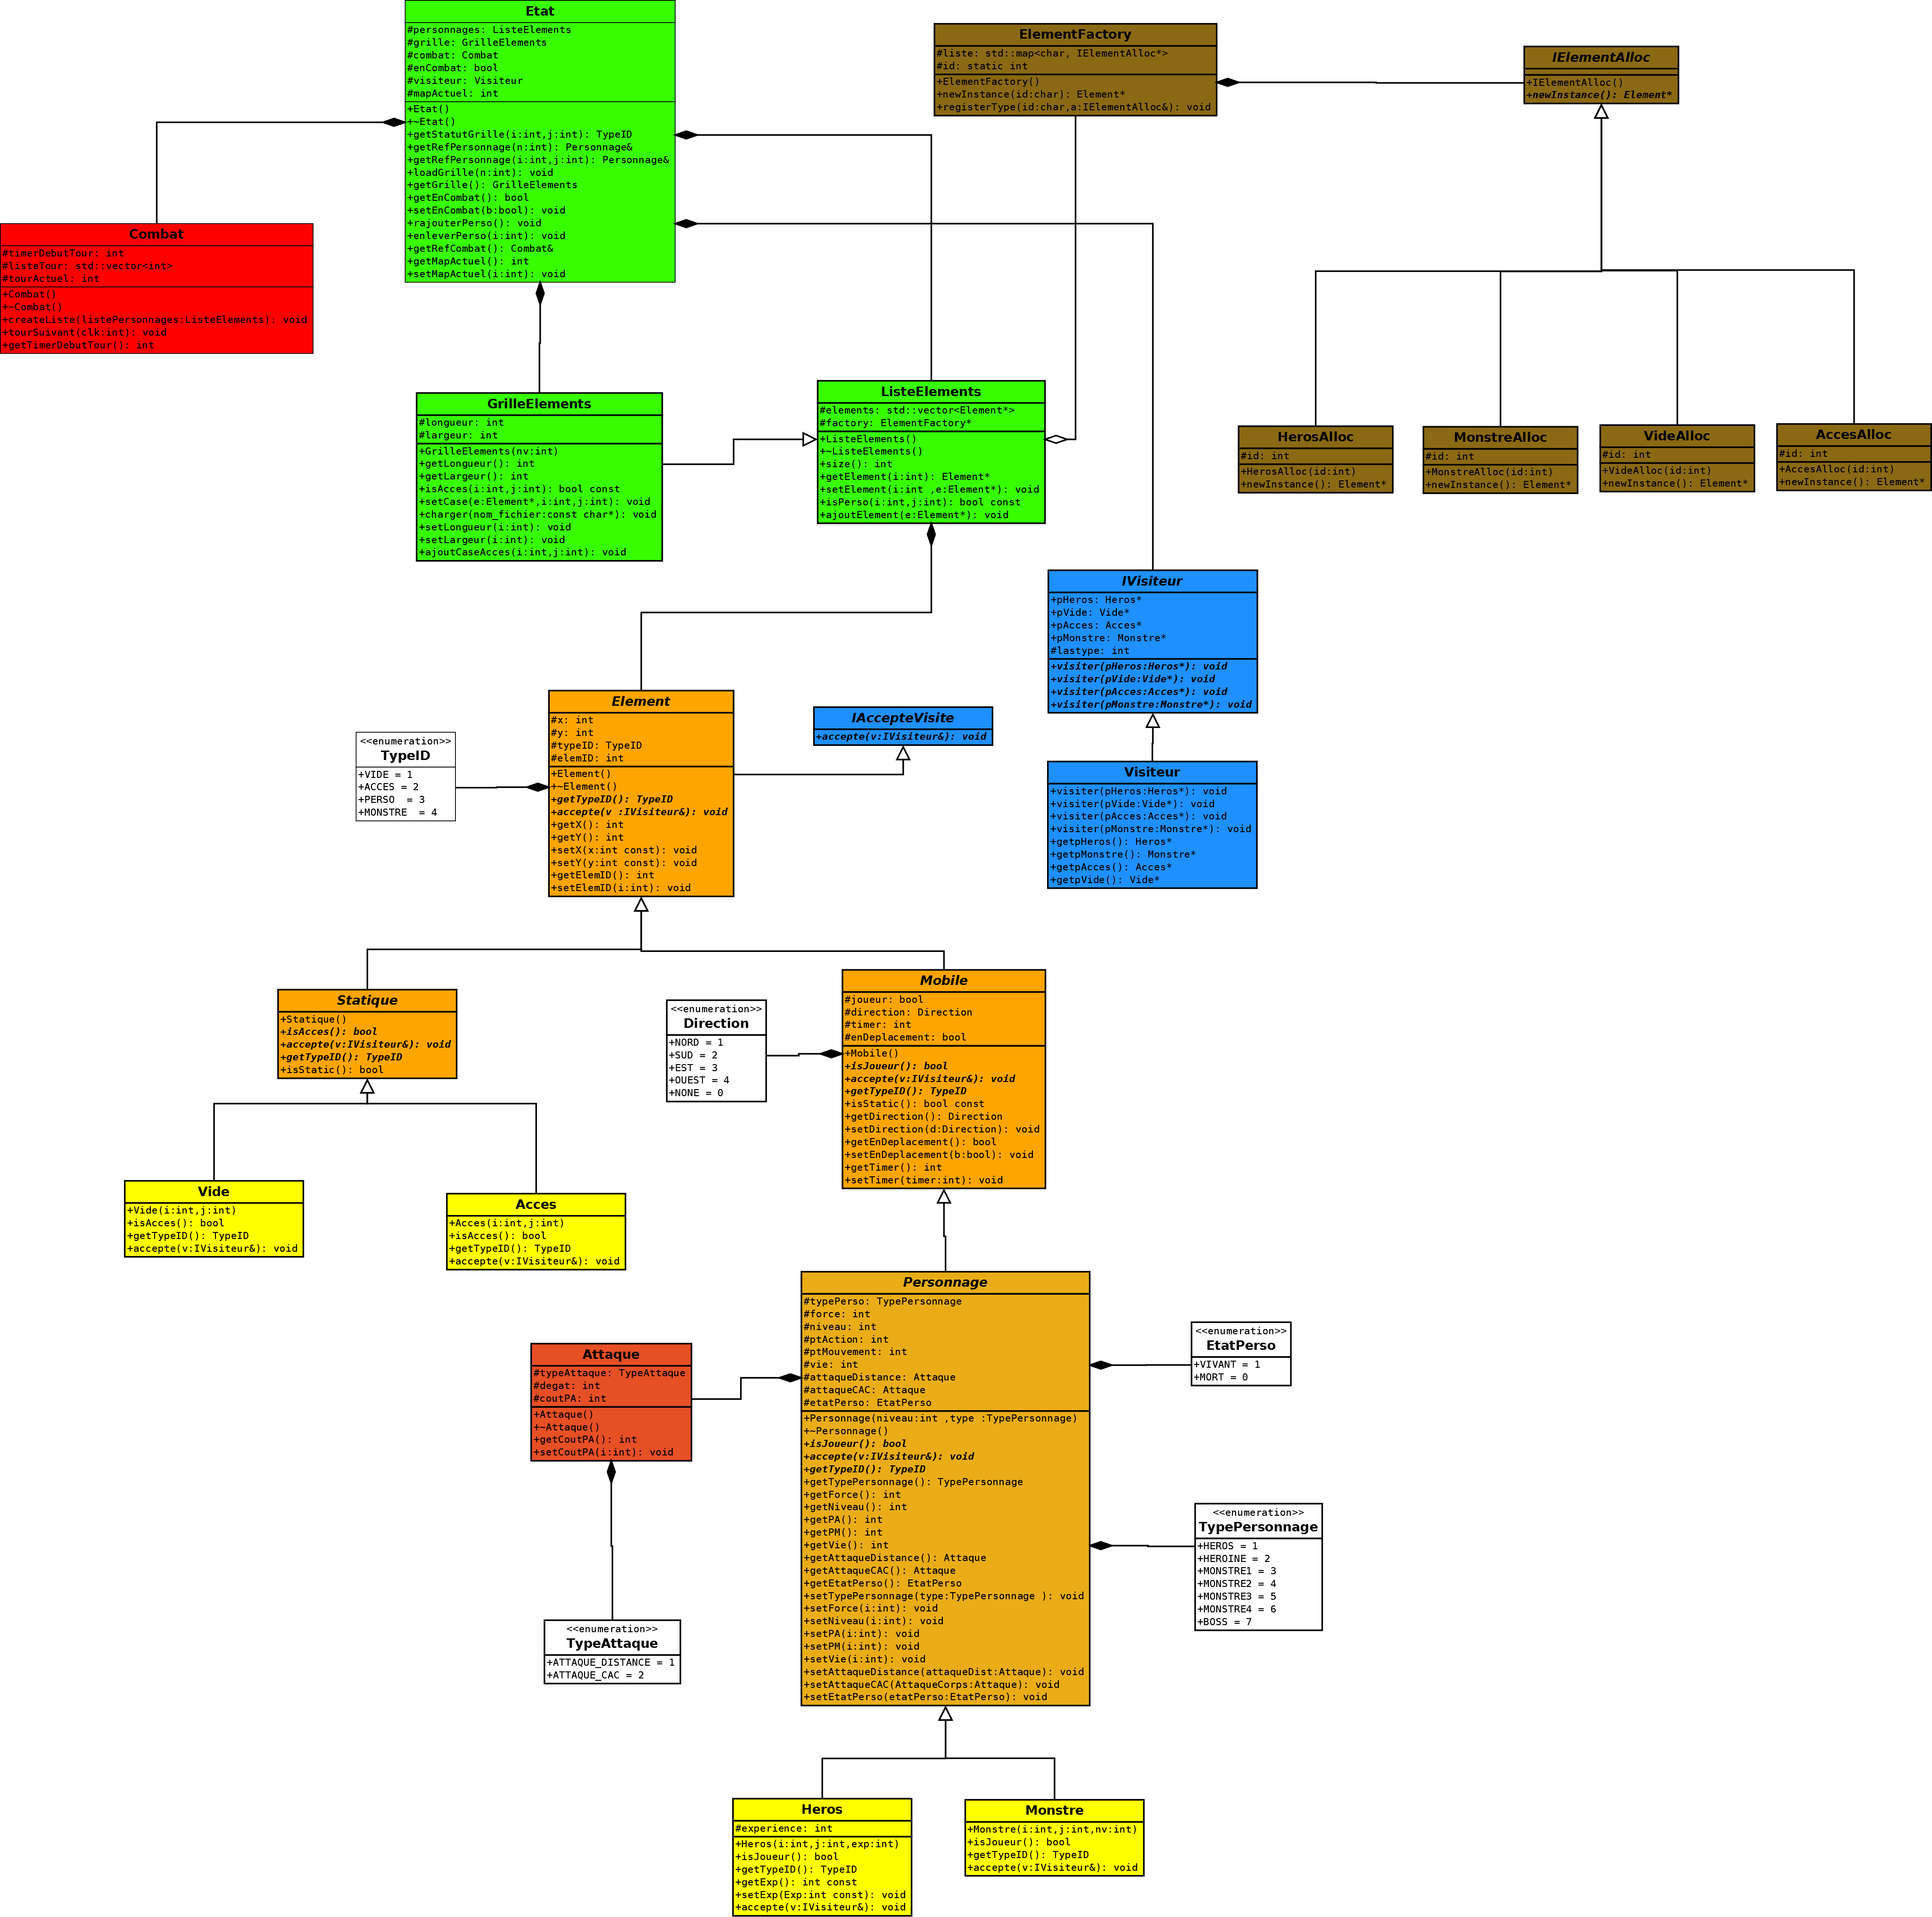 Etat
#personnages: ListeElements
#grille: GrilleElements
#combat: Combat
#enCombat: bool
#visiteur: Visiteur
#mapActuel: int
+Etat()
+~Etat()
+getStatutGrille(i:int,j:int): TypeID
+getRefPersonnage(n:int): Personnage&
+getRefPersonnage(i:int,j:int): Personnage&
+loadGrille(n:int): void
+getGrille(): GrilleElements
+getEnCombat(): bool
+setEnCombat(b:bool): void
+rajouterPerso(): void
+enleverPerso(i:int): void
+getRefCombat(): Combat&
+getMapActuel(): int
+setMapActuel(i:int): void
ElementFactory
#liste: std::map<char, IElementAlloc*>
#id: static int
+ElementFactory()
+newInstance(id:char): Element*
+registerType(id:char,a:IElementAlloc&): void
IElementAlloc
+IElementAlloc()
+newInstance(): Element*
Combat
#timerDebutTour: int
#listeTour: std::vector<int>
#tourActuel: int
+Combat()
+~Combat()
+createListe(listePersonnages:ListeElements): void
+tourSuivant(clk:int): void
+getTimerDebutTour(): int
GrilleElements
#longueur: int
#largeur: int
+GrilleElements(nv:int)
+getLongueur(): int
+getLargeur(): int
+isAcces(i:int,j:int): bool const
+setCase(e:Element*,i:int,j:int): void
+charger(nom_fichier:const char*): void
+setLongueur(i:int): void
+setLargeur(i:int): void
+ajoutCaseAcces(i:int,j:int): void
ListeElements
#elements: std::vector<Element*>
#factory: ElementFactory*
+ListeElements()
+~ListeElements()
+size(): int
+getElement(i:int): Element*
+setElement(i:int ,e:Element*): void
+isPerso(i:int,j:int): bool const
+ajoutElement(e:Element*): void
HerosAlloc
#id: int
+HerosAlloc(id:int)
+newInstance(): Element*
MonstreAlloc
#id: int
+MonstreAlloc(id:int)
+newInstance(): Element*
VideAlloc
#id: int
+VideAlloc(id:int)
+newInstance(): Element*
AccesAlloc
#id: int
+AccesAlloc(id:int)
+newInstance(): Element*
IVisiteur
+pHeros: Heros*
+pVide: Vide*
+pAcces: Acces*
+pMonstre: Monstre*
#lastype: int
+visiter(pHeros:Heros*): void
+visiter(pVide:Vide*): void
+visiter(pAcces:Acces*): void
+visiter(pMonstre:Monstre*): void
Element
#x: int
#y: int
#typeID: TypeID
#elemID: int
+Element()
+~Element()
+getTypeID(): TypeID
+accepte(v :IVisiteur&): void
+getX(): int
+getY(): int
+setX(x:int const): void
+setY(y:int const): void
+getElemID(): int
+setElemID(i:int): void
IAccepteVisite
+accepte(v:IVisiteur&): void
<<enumeration>>
TypeID
+VIDE = 1
+ACCES = 2
+PERSO  = 3
+MONSTRE  = 4
Visiteur
+visiter(pHeros:Heros*): void
+visiter(pVide:Vide*): void
+visiter(pAcces:Acces*): void
+visiter(pMonstre:Monstre*): void
+getpHeros(): Heros*
+getpMonstre(): Monstre*
+getpAcces(): Acces*
+getpVide(): Vide*
Statique
+Statique()
+isAcces(): bool
+accepte(v:IVisiteur&): void
+getTypeID(): TypeID
+isStatic(): bool
<<enumeration>>
Direction
+NORD = 1
+SUD = 2
+EST = 3
+OUEST = 4
+NONE = 0
Mobile
#joueur: bool
#direction: Direction
#timer: int
#enDeplacement: bool
+Mobile()
+isJoueur(): bool
+accepte(v:IVisiteur&): void
+getTypeID(): TypeID
+isStatic(): bool const
+getDirection(): Direction
+setDirection(d:Direction): void
+getEnDeplacement(): bool
+setEnDeplacement(b:bool): void
+getTimer(): int
+setTimer(timer:int): void
Vide
+Vide(i:int,j:int)
+isAcces(): bool
+getTypeID(): TypeID
+accepte(v:IVisiteur&): void
Acces
+Acces(i:int,j:int)
+isAcces(): bool
+getTypeID(): TypeID
+accepte(v:IVisiteur&): void
Personnage
#typePerso: TypePersonnage
#force: int
#niveau: int
#ptAction: int
#ptMouvement: int
#vie: int
#attaqueDistance: Attaque
#attaqueCAC: Attaque
#etatPerso: EtatPerso
+Personnage(niveau:int ,type :TypePersonnage)
+~Personnage()
+isJoueur(): bool
+accepte(v:IVisiteur&): void
+getTypeID(): TypeID
+getTypePersonnage(): TypePersonnage
+getForce(): int
+getNiveau(): int
+getPA(): int
+getPM(): int
+getVie(): int
+getAttaqueDistance(): Attaque
+getAttaqueCAC(): Attaque
+getEtatPerso(): EtatPerso
+setTypePersonnage(type:TypePersonnage ): void
+setForce(i:int): void
+setNiveau(i:int): void
+setPA(i:int): void
+setPM(i:int): void
+setVie(i:int): void
+setAttaqueDistance(attaqueDist:Attaque): void
+setAttaqueCAC(AttaqueCorps:Attaque): void
+setEtatPerso(etatPerso:EtatPerso): void
Attaque
#typeAttaque: TypeAttaque
#degat: int
#coutPA: int
+Attaque()
+~Attaque()
+getCoutPA(): int
+setCoutPA(i:int): void
<<enumeration>>
EtatPerso
+VIVANT = 1
+MORT = 0
<<enumeration>>
TypePersonnage
+HEROS = 1
+HEROINE = 2
+MONSTRE1 = 3
+MONSTRE2 = 4
+MONSTRE3 = 5
+MONSTRE4 = 6
+BOSS = 7
<<enumeration>>
TypeAttaque
+ATTAQUE_DISTANCE = 1
+ATTAQUE_CAC = 2
Heros
#experience: int
+Heros(i:int,j:int,exp:int)
+isJoueur(): bool
+getTypeID(): TypeID
+getExp(): int const
+setExp(Exp:int const): void
+accepte(v:IVisiteur&): void
Monstre
+Monstre(i:int,j:int,nv:int)
+isJoueur(): bool
+getTypeID(): TypeID
+accepte(v:IVisiteur&): void